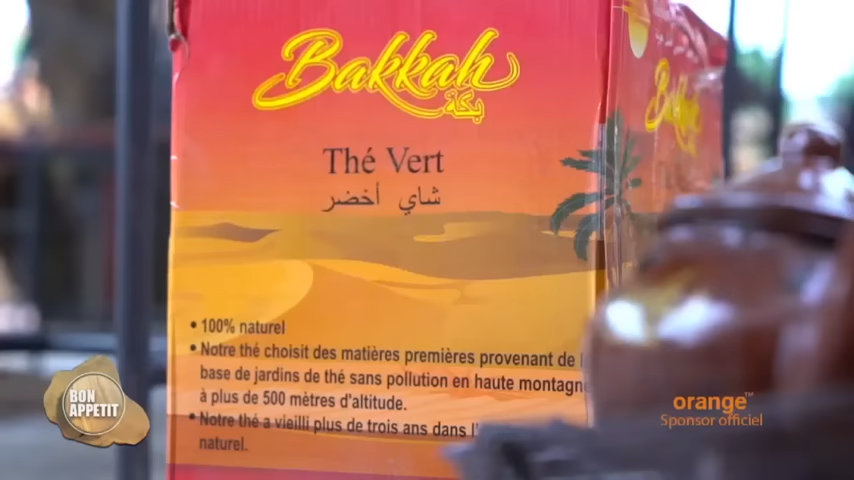 Bakkah
بكة
Thé Vert
شاي أخضر
• 100% naturel
• Notre thé choisit des matières premières provenant de
base de jardins de thé sans pollution en haute montagn
à plus de 500 mètres d'altitude.
• Notre thé a vieilli plus de trois ans dans l'
naturel.
Bakkah
BON
APPETIT
orange™
Sponsor officiel